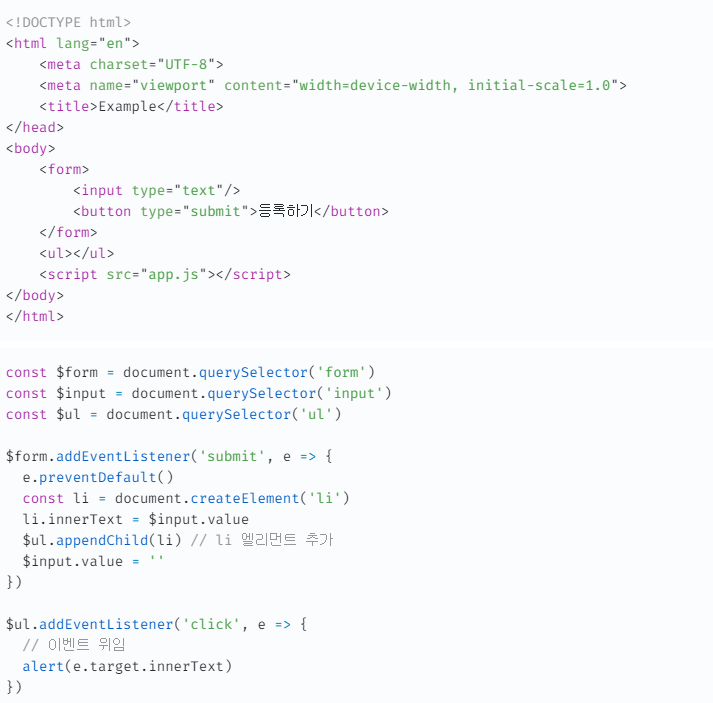 <!DOCTYPE html>
<html lang="en">
    <meta charset="UTF-8">
    <meta name="viewport" content="width=device-width, initial-scale=1.0">
    <title>Example</title>
</head>
<body>
    <form>
        <input type="text"/>
        <button type="submit">등록하기</button>
    </form>
    <ul></ul>
    <script src="app.js"></script>
</body>
</html>
const $form = document.querySelector('form')
const $input = document.querySelector('input')
const $ul = document.querySelector('ul')
$form.addEventListener('submit', e => {
  e.preventDefault()
  const li = document.createElement('li')
  li.innerText = $input.value
  $ul.appendChild(li) // li 엘리먼트 추가
  $input.value = ''
})
$ul.addEventListener('click', e => {
  // 이벤트 위임
  alert(e.target.innerText)
})